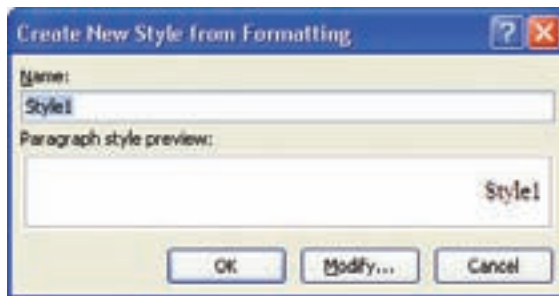 Create New Style from Formatting ?
Name:
Style1
Paragraph style preview:
Style1
OK Modify... Cancel